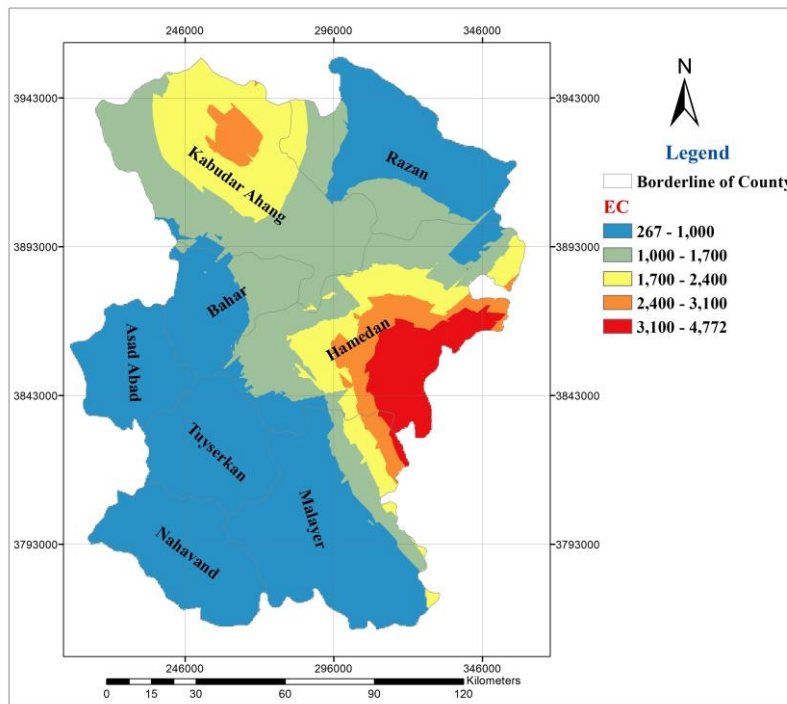 246000 296000 346000
3943000 3943000
3893000 3893000
3843000 3843000
3793000 3793000
246000 296000 346000
Razan
Kabudar Ahang
Bahar
Hamedan
Asad Abad
Tuyserkan
Malayer
Nahavand
N
Legend
Borderline of County
EC
267 - 1,000
1,000 - 1,700
1,700 - 2,400
2,400 - 3,100
3,100 - 4,772
Kilometers
0 15 30 60 90 120